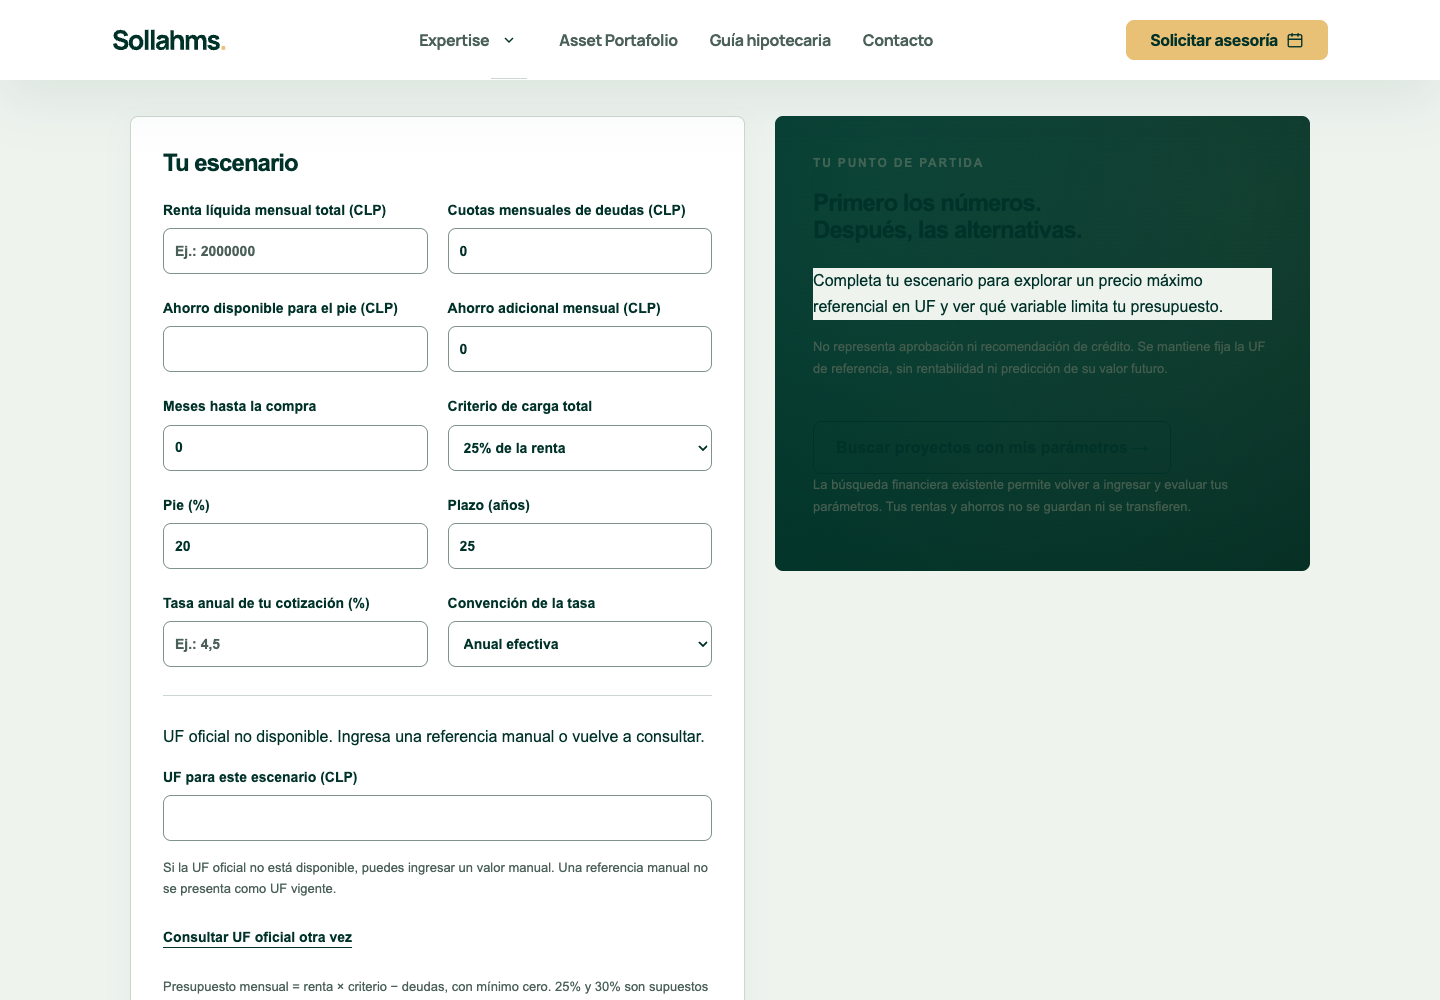 Sollahms.
Expertise
Asset Portafolio
Guía hipotecaria
Contacto
Solicitar asesoría
Tu escenario
Renta líquida mensual total (CLP)
Cuotas mensuales de deudas (CLP)
Ej.: 2000000
0
Ahorro disponible para el pie (CLP)
Ahorro adicional mensual (CLP)
0
Meses hasta la compra
Criterio de carga total
0
25% de la renta
Pie (%)
Plazo (años)
20
25
Tasa anual de tu cotización (%)
Convención de la tasa
Ej.: 4,5
Anual efectiva
UF oficial no disponible. Ingresa una referencia manual o vuelve a consultar.
UF para este escenario (CLP)
Si la UF oficial no está disponible, puedes ingresar un valor manual. Una referencia manual no
se presenta como UF vigente.
Consultar UF oficial otra vez
Presupuesto mensual = renta × criterio − deudas, con mínimo cero. 25% y 30% son supuestos
TU PUNTO DE PARTIDA
Primero los números.
Después, las alternativas.
Completa tu escenario para explorar un precio máximo
referencial en UF y ver qué variable limita tu presupuesto.
No representa aprobación ni recomendación de crédito. Se mantiene fija la UF
de referencia, sin rentabilidad ni predicción de su valor futuro.
Buscar proyectos con mis parámetros →
La búsqueda financiera existente permite volver a ingresar y evaluar tus
parámetros. Tus rentas y ahorros no se guardan ni se transfieren.